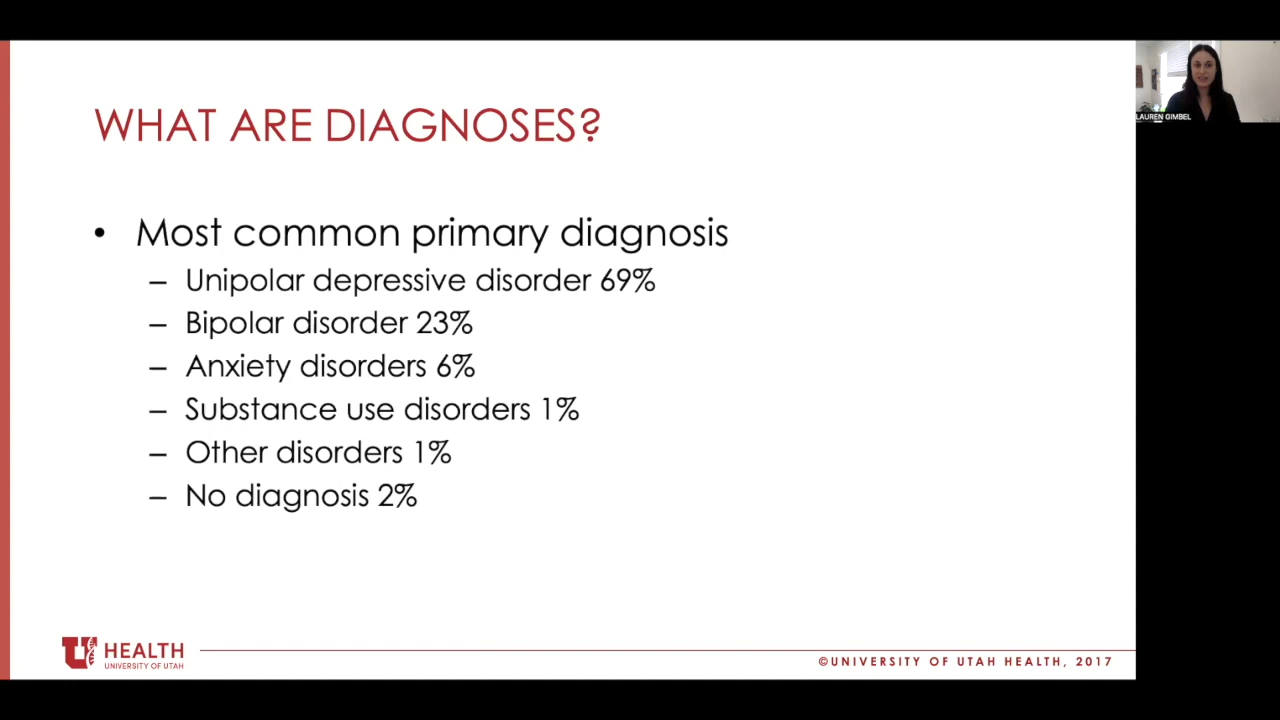 WHAT ARE DIAGNOSES?
• Most common primary diagnosis
– Unipolar depressive disorder 69%
– Bipolar disorder 23%
– Anxiety disorders 6%
– Substance use disorders 1%
– Other disorders 1%
– No diagnosis 2%
LAUREN GIMBEL
U HEALTH
UNIVERSITY OF UTAH
©UNIVERSITY OF UTAH HEALTH, 2017